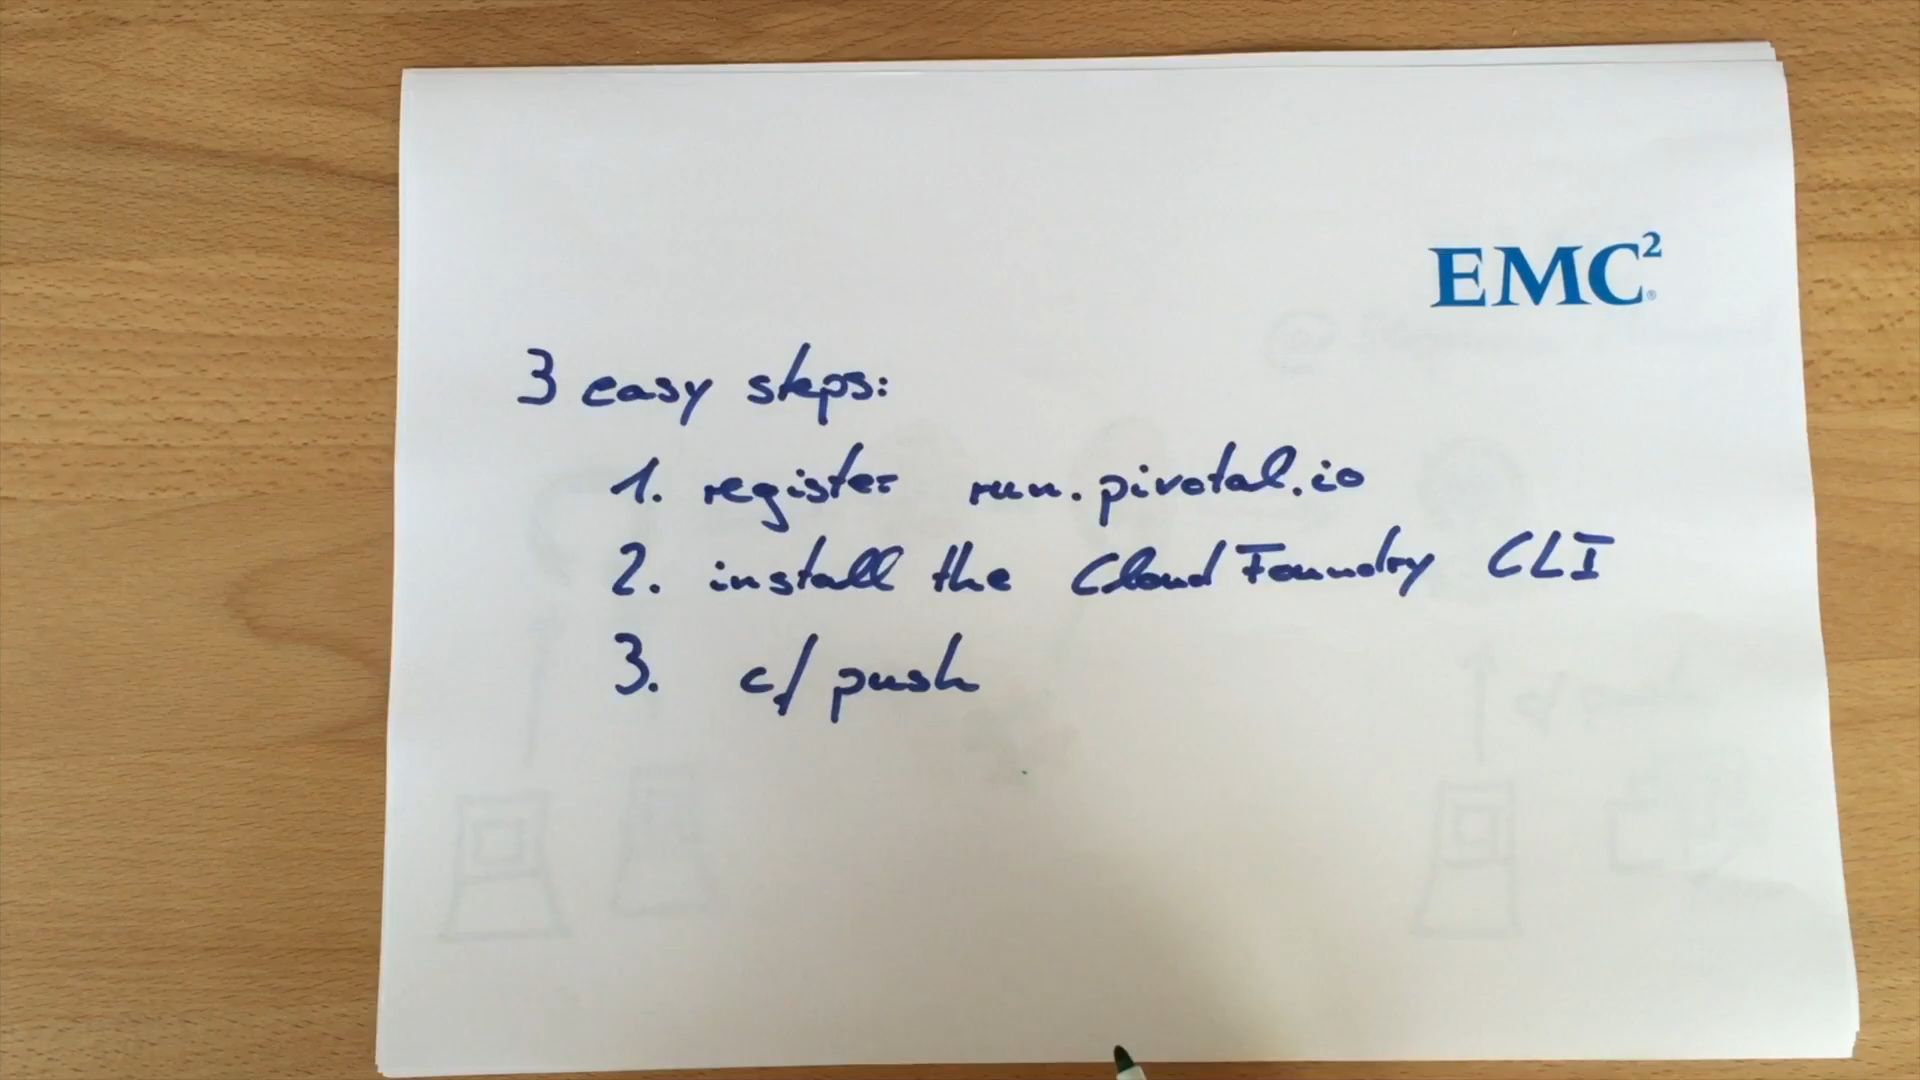 EMC²®
3 easy steps:
1. register run.pivotal.io
2. install the Cloud Foundry CLI
3. cf push